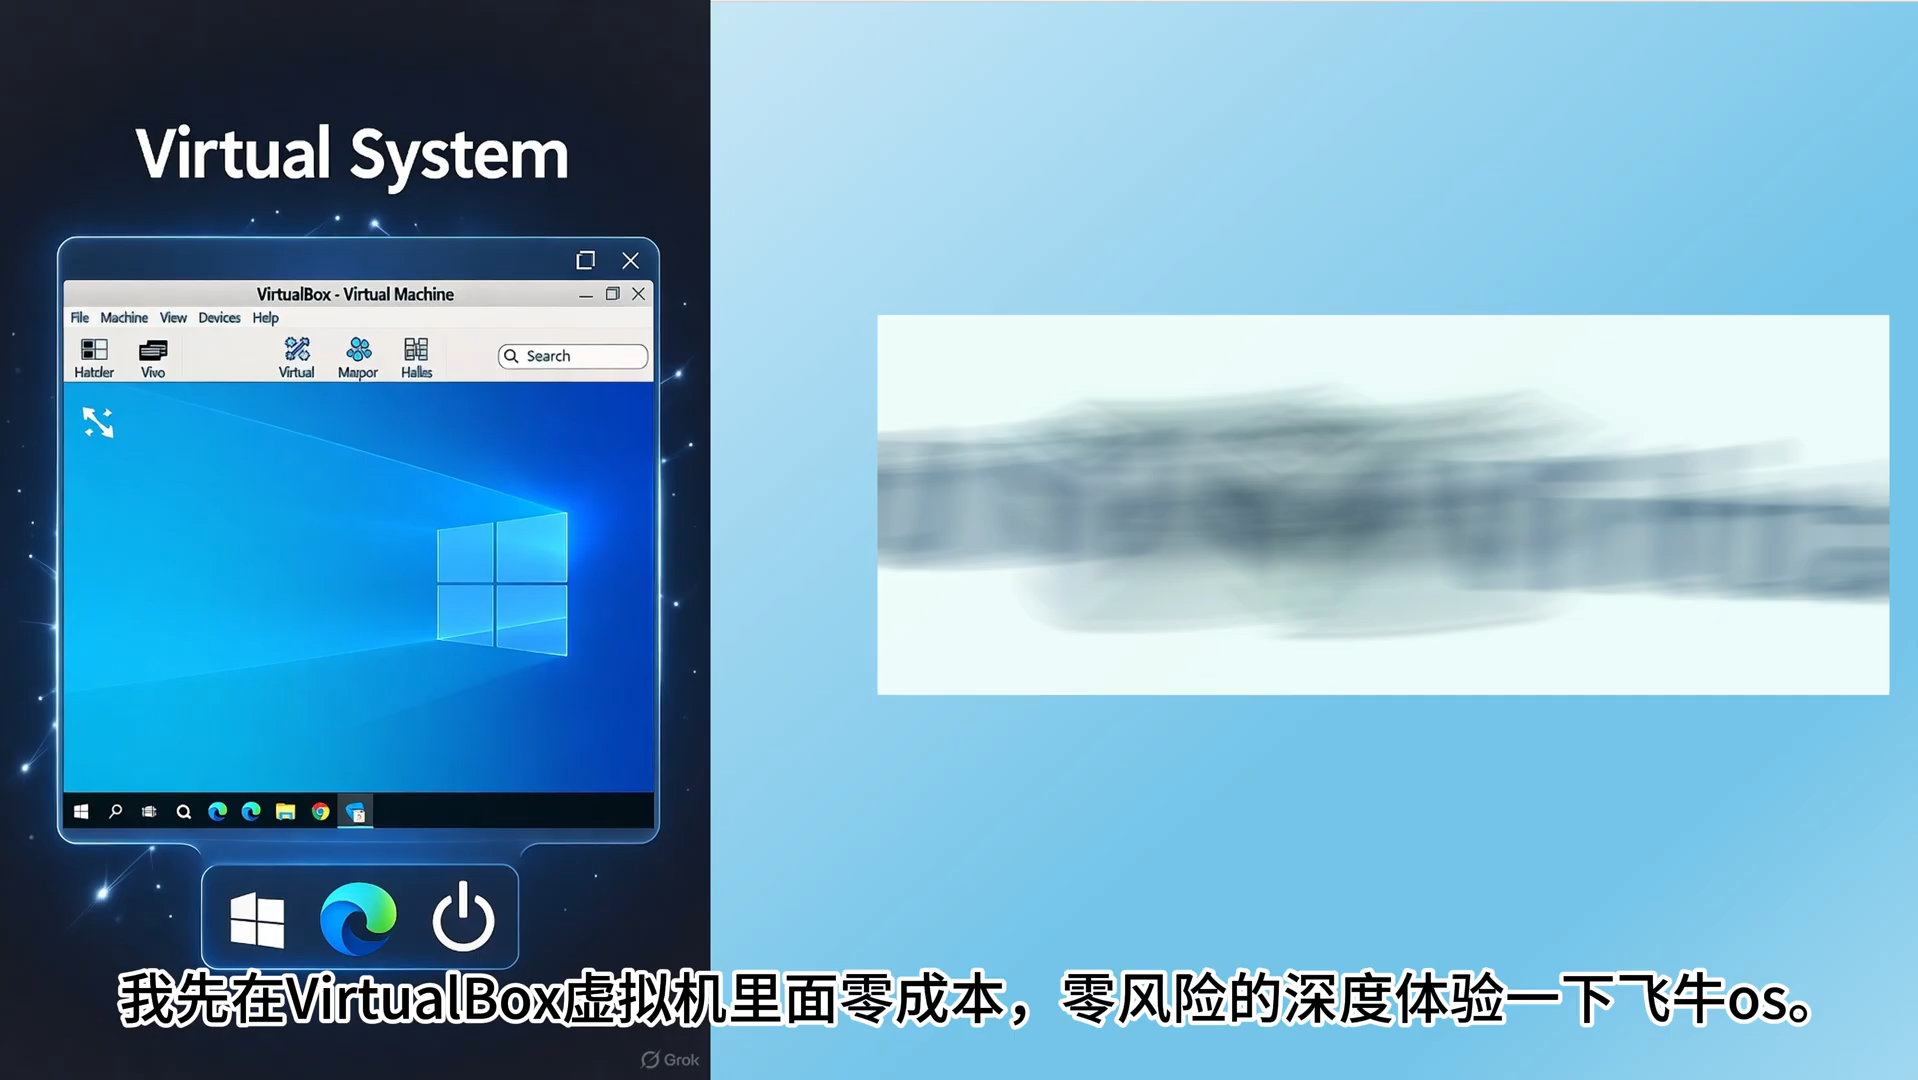 Virtual System
VirtualBox - Virtual Machine
File Machine View Devices Help
Hatcler Vivo Virtual Marpor Halles Search
我先在VirtualBox虚拟机里面零成本，零风险的深度体验一下飞牛os。
Grok